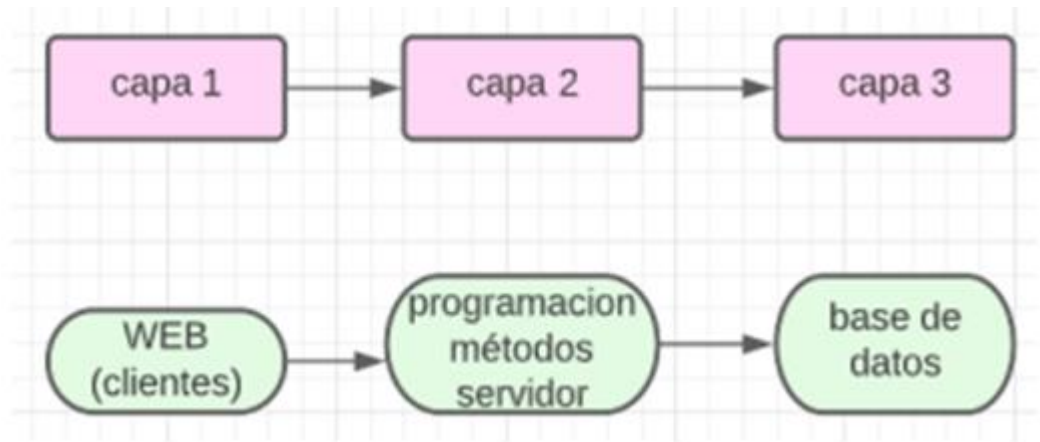 capa 1
capa 2
capa 3
WEB
(clientes)
programacion
métodos
servidor
base de
datos